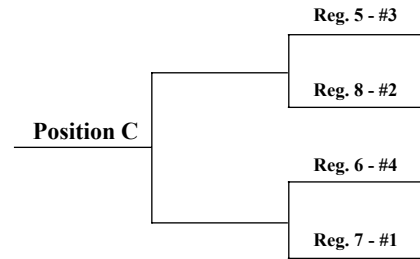 Reg. 5 - #3
Reg. 8 - #2
Position C
Reg. 6 - #4
Reg. 7 - #1